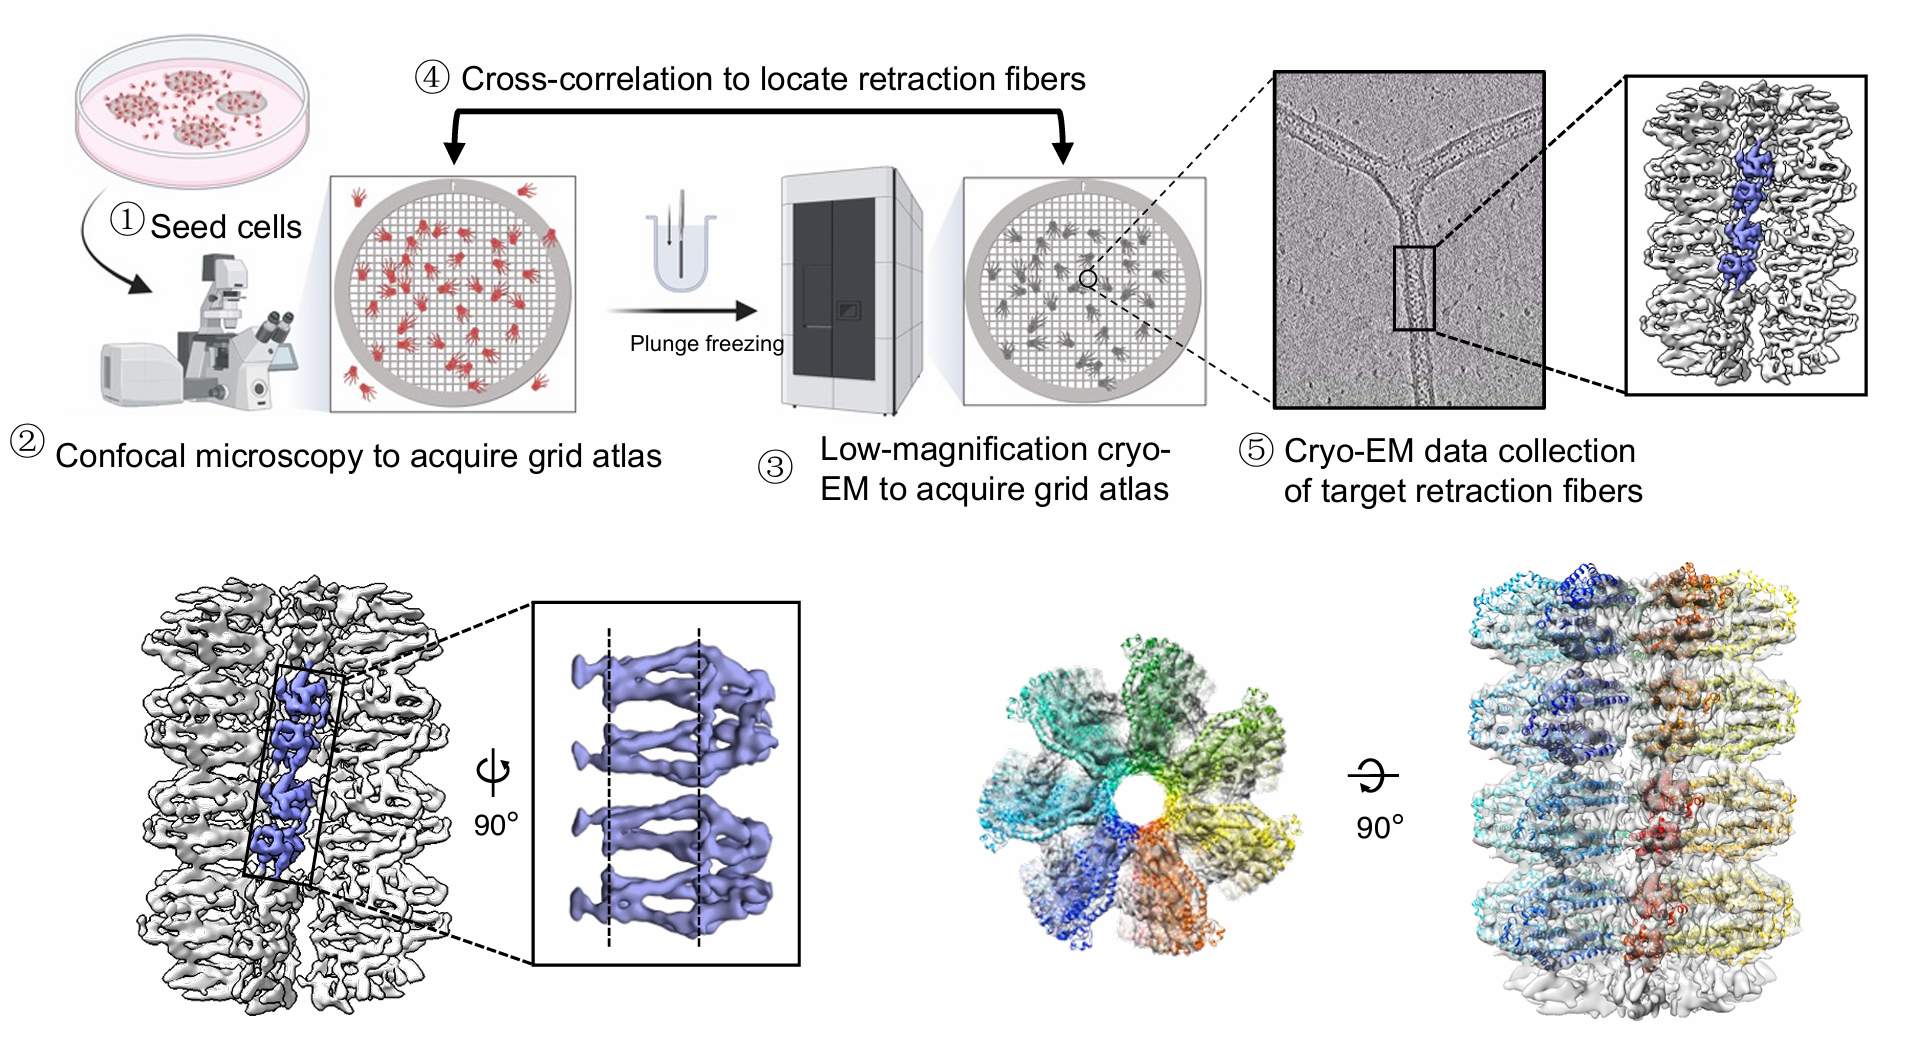 ④ Cross-correlation to locate retraction fibers
① Seed cells
Plunge freezing
② Confocal microscopy to acquire grid atlas
③ Low-magnification cryo-
EM to acquire grid atlas
⑤ Cryo-EM data collection
of target retraction fibers
90°
90°